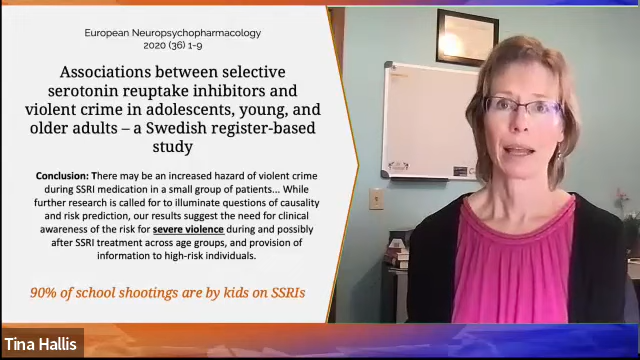 European Neuropsychopharmacology
2020 (36) 1-9
Associations between selective
serotonin reuptake inhibitors and
violent crime in adolescents, young, and
older adults – a Swedish register-based
study
Conclusion: There may be an increased hazard of violent crime
during SSRI medication in a small group of patients... While
further research is called for to illuminate questions of causality
and risk prediction, our results suggest the need for clinical
awareness of the risk for severe violence during and possibly
after SSRI treatment across age groups, and provision of
information to high-risk individuals.
90% of school shootings are by kids on SSRIs
Tina Hallis